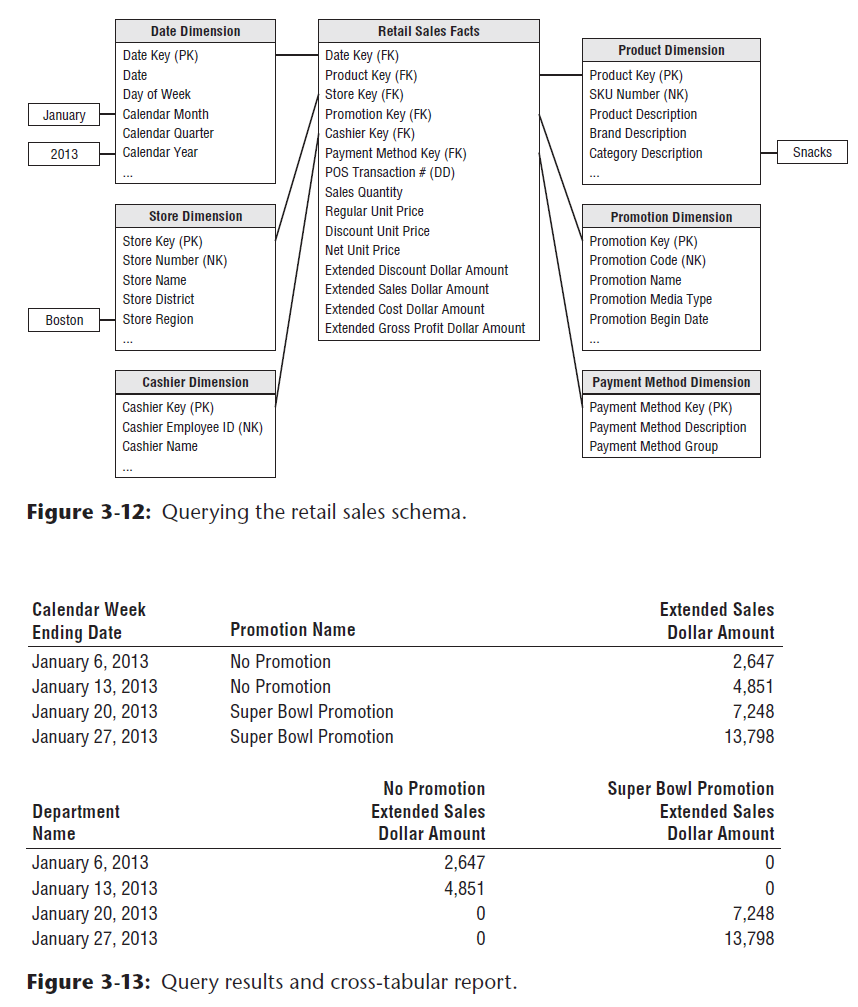 Date Dimension
Date Key (PK)
Date
Day of Week
Calendar Month
Calendar Quarter
Calendar Year
...
January
2013
Store Dimension
Store Key (PK)
Store Number (NK)
Store Name
Store District
Store Region
...
Boston
Cashier Dimension
Cashier Key (PK)
Cashier Employee ID (NK)
Cashier Name
...
Retail Sales Facts
Date Key (FK)
Product Key (FK)
Store Key (FK)
Promotion Key (FK)
Cashier Key (FK)
Payment Method Key (FK)
POS Transaction # (DD)
Sales Quantity
Regular Unit Price
Discount Unit Price
Net Unit Price
Extended Discount Dollar Amount
Extended Sales Dollar Amount
Extended Cost Dollar Amount
Extended Gross Profit Dollar Amount
Product Dimension
Product Key (PK)
SKU Number (NK)
Product Description
Brand Description
Category Description
...
Snacks
Promotion Dimension
Promotion Key (PK)
Promotion Code (NK)
Promotion Name
Promotion Media Type
Promotion Begin Date
...
Payment Method Dimension
Payment Method Key (PK)
Payment Method Description
Payment Method Group
Figure 3-12: Querying the retail sales schema.
Calendar Week Extended Sales
Ending Date Promotion Name Dollar Amount
January 6, 2013 No Promotion 2,647
January 13, 2013 No Promotion 4,851
January 20, 2013 Super Bowl Promotion 7,248
January 27, 2013 Super Bowl Promotion 13,798
No Promotion Super Bowl Promotion
Department Extended Sales Extended Sales
Name Dollar Amount Dollar Amount
January 6, 2013 2,647 0
January 13, 2013 4,851 0
January 20, 2013 0 7,248
January 27, 2013 0 13,798
Figure 3-13: Query results and cross-tabular report.